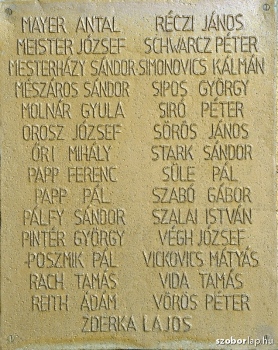 MAYER ANTAL RÉCZI JÁNOS
MEISTER JÓZSEF SCHWARCZ PÉTER
MESTERHÁZY SÁNDOR SIMONOVICS KÁLMÁN
MÉSZÁROS SÁNDOR SIPOS GYÖRGY
MOLNÁR GYULA SIRÓ PÉTER
OROSZ JÓZSEF SÖRÖS JÁNOS
ŐRI MIHÁLY STARK SÁNDOR
PAPP FERENC SÜLE PÁL
PAPP PÁL SZABÓ GÁBOR
PÁLFY SÁNDOR SZALAI ISTVÁN
PINTÉR GYÖRGY VÉGH JÓZSEF
POSZMIK PÁL VICKOVICS MÁTYÁS
RACH TAMÁS VIDA TAMÁS
REITH ÁDÁM VÖRÖS PÉTER
ZDERKA LAJOS
szoborlap.hu